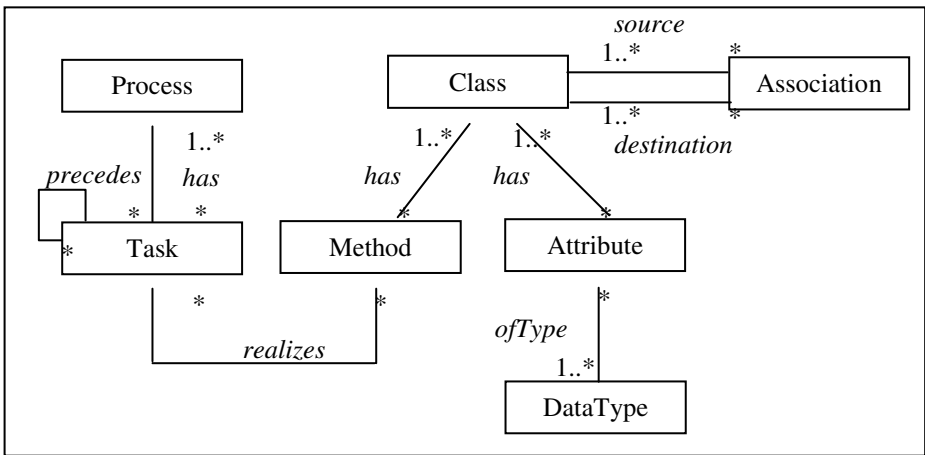 source
1..* *
Process Class Association
1..* *
destination
1..* 1..* 1..*
precedes has has has
* * * *
* Task Method Attribute
* * *
ofType
realizes
1..*
DataType